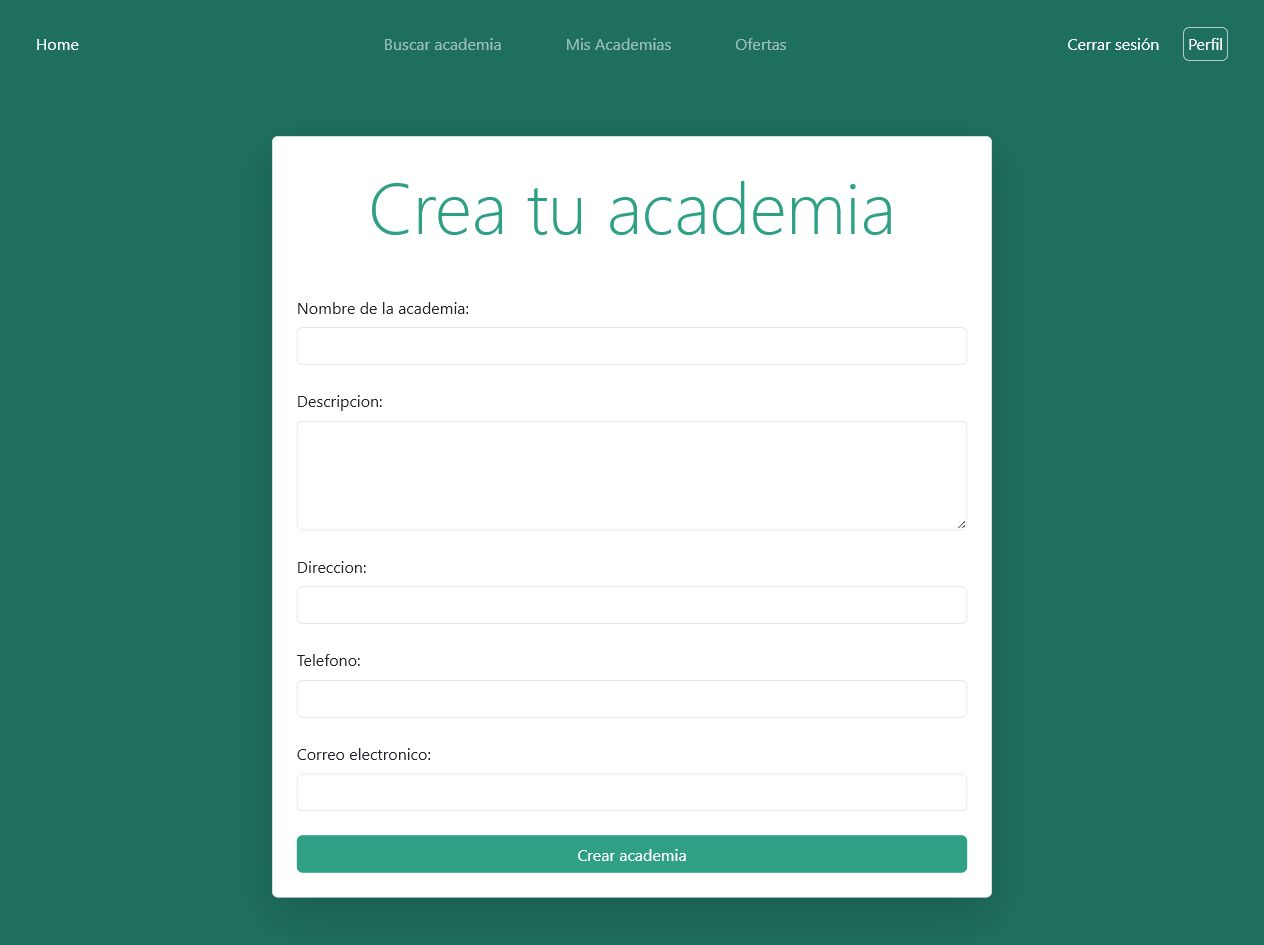 Home
Buscar academia
Mis Academias
Ofertas
Cerrar sesión
Perfil
Crea tu academia
Nombre de la academia:
Descripcion:
Direccion:
Telefono:
Correo electronico:
Crear academia